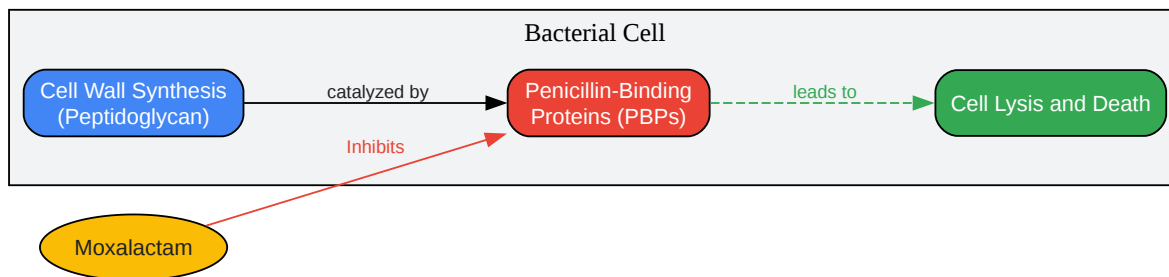 Bacterial Cell
Cell Wall Synthesis
(Peptidoglycan)
catalyzed by
Penicillin-Binding
Proteins (PBPs)
leads to
Cell Lysis and Death
Inhibits
Moxalactam